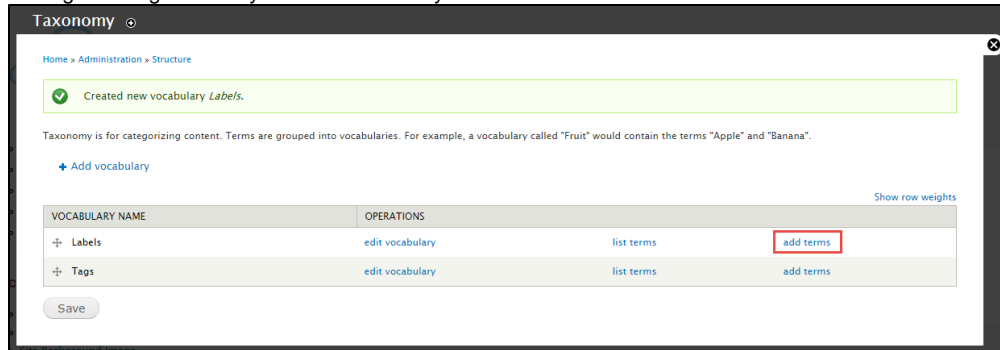 Taxonomy
Home » Administration » Structure
Created new vocabulary Labels.
Taxonomy is for categorizing content. Terms are grouped into vocabularies. For example, a vocabulary called "Fruit" would contain the terms "Apple" and "Banana".
+ Add vocabulary
Show row weights
VOCABULARY NAME OPERATIONS
Labels edit vocabulary list terms add terms
Tags edit vocabulary list terms add terms
Save